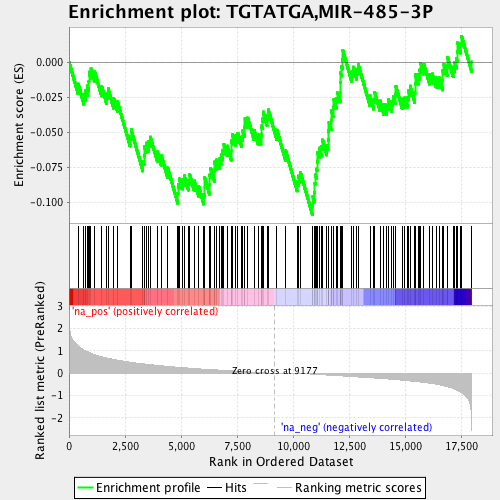 Enrichment plot: TGTATGA,MIR-485-3P
Enrichment score (ES)
0.000
-0.025
-0.050
-0.075
-0.100
'na_pos' (positively correlated)
Ranked list metric (PreRanked)
3
2
1
0
-1
-2
Zero cross at 9177
'na_neg' (negatively correlated)
0
2,500
5,000
7,500
10,000
12,500
15,000
17,500
Rank in Ordered Dataset
Enrichment profile
Hits
Ranking metric scores